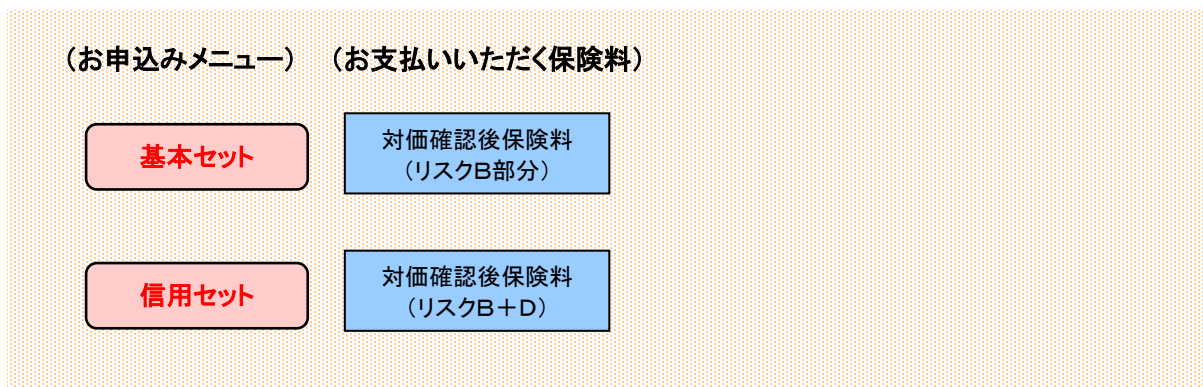 （お申込みメニュー） （お支払いいただく保険料）
基本セット
対価確認後保険料
（リスクＢ部分）
信用セット
対価確認後保険料
（リスクＢ＋Ｄ）